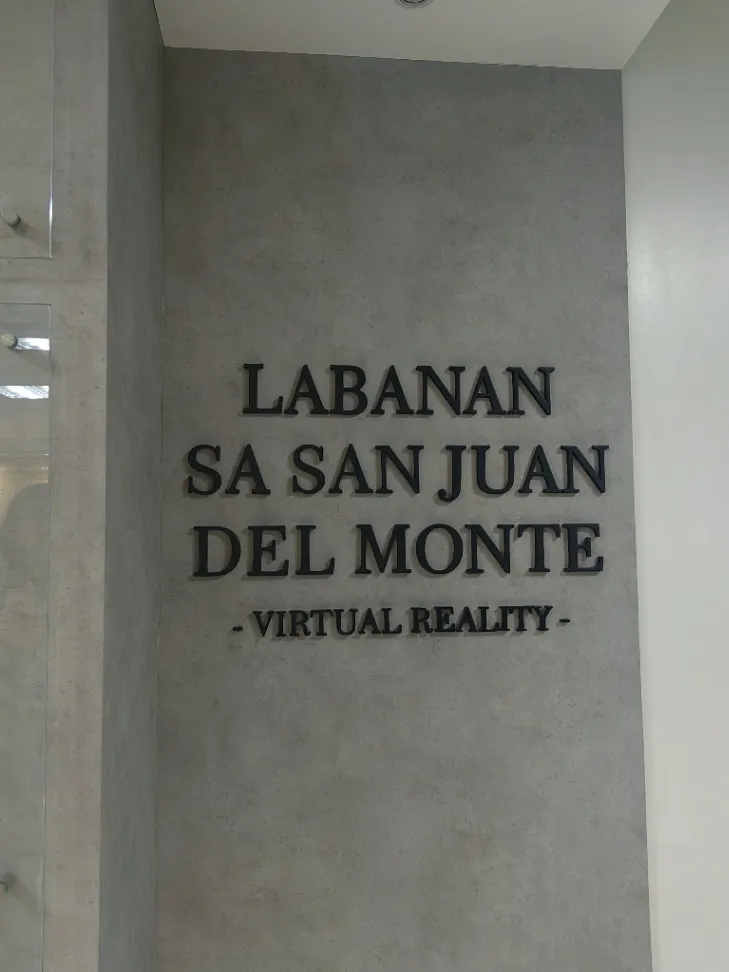 LABANAN
SA SAN JUAN
DEL MONTE
- VIRTUAL REALITY -